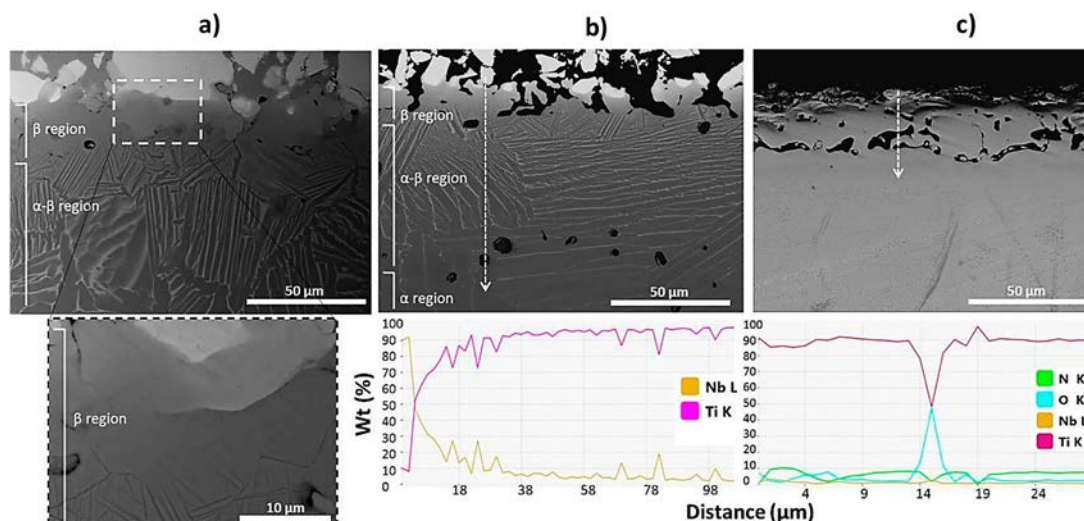 a)
b)
c)
β region
α-β region
50 µm
β region
α-β region
α region
50 µm
50 µm
β region
10 µm
Wt (%)
100
90
80
70
60
50
40
30
20
10
0
18
38
58
78
98
Nb L
Ti K
100
90
80
70
60
50
40
30
20
10
0
4
9
14
19
24
N K
O K
Nb L
Ti K
Distance (µm)